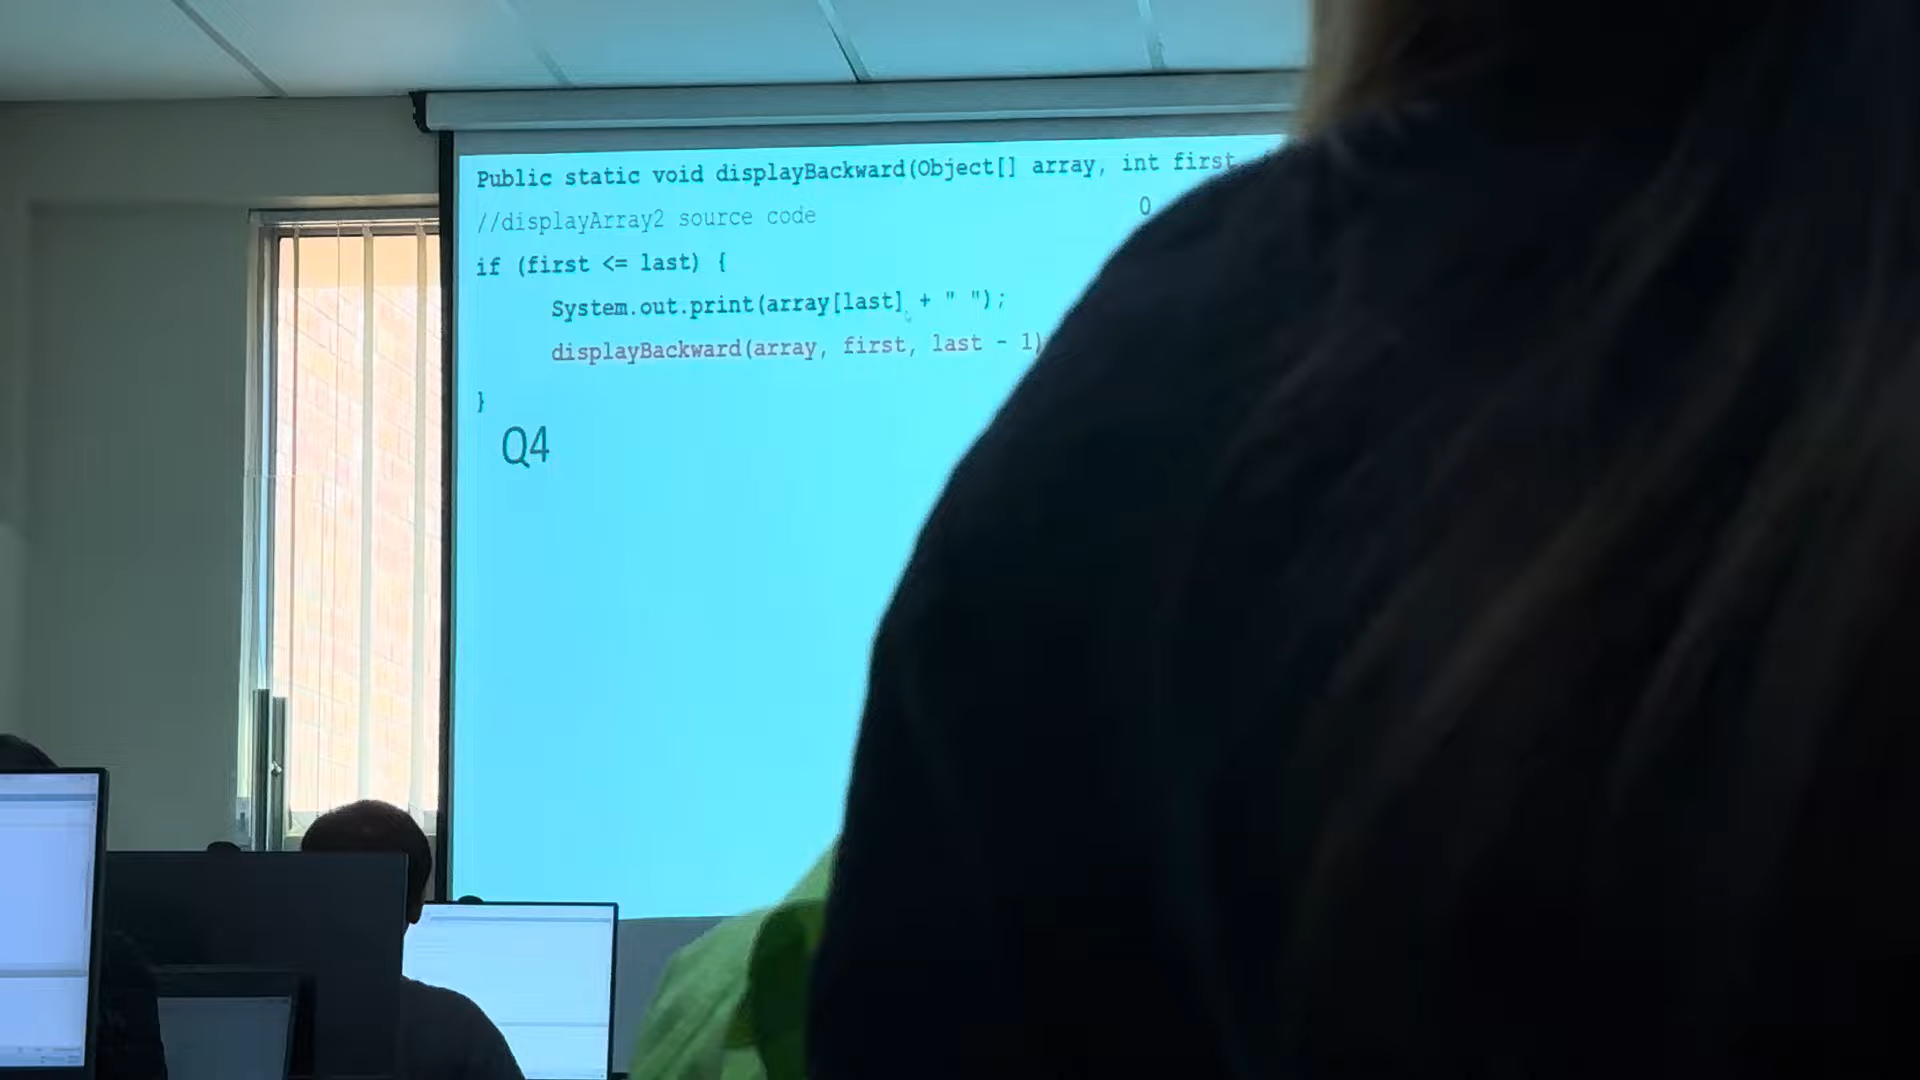 Public static void displayBackward(Object[] array, int first
0
//displayArray2 source code
if (first <= last) {
System.out.print(array[last] + " ");
displayBackward(array, first, last - 1)
}
Q4